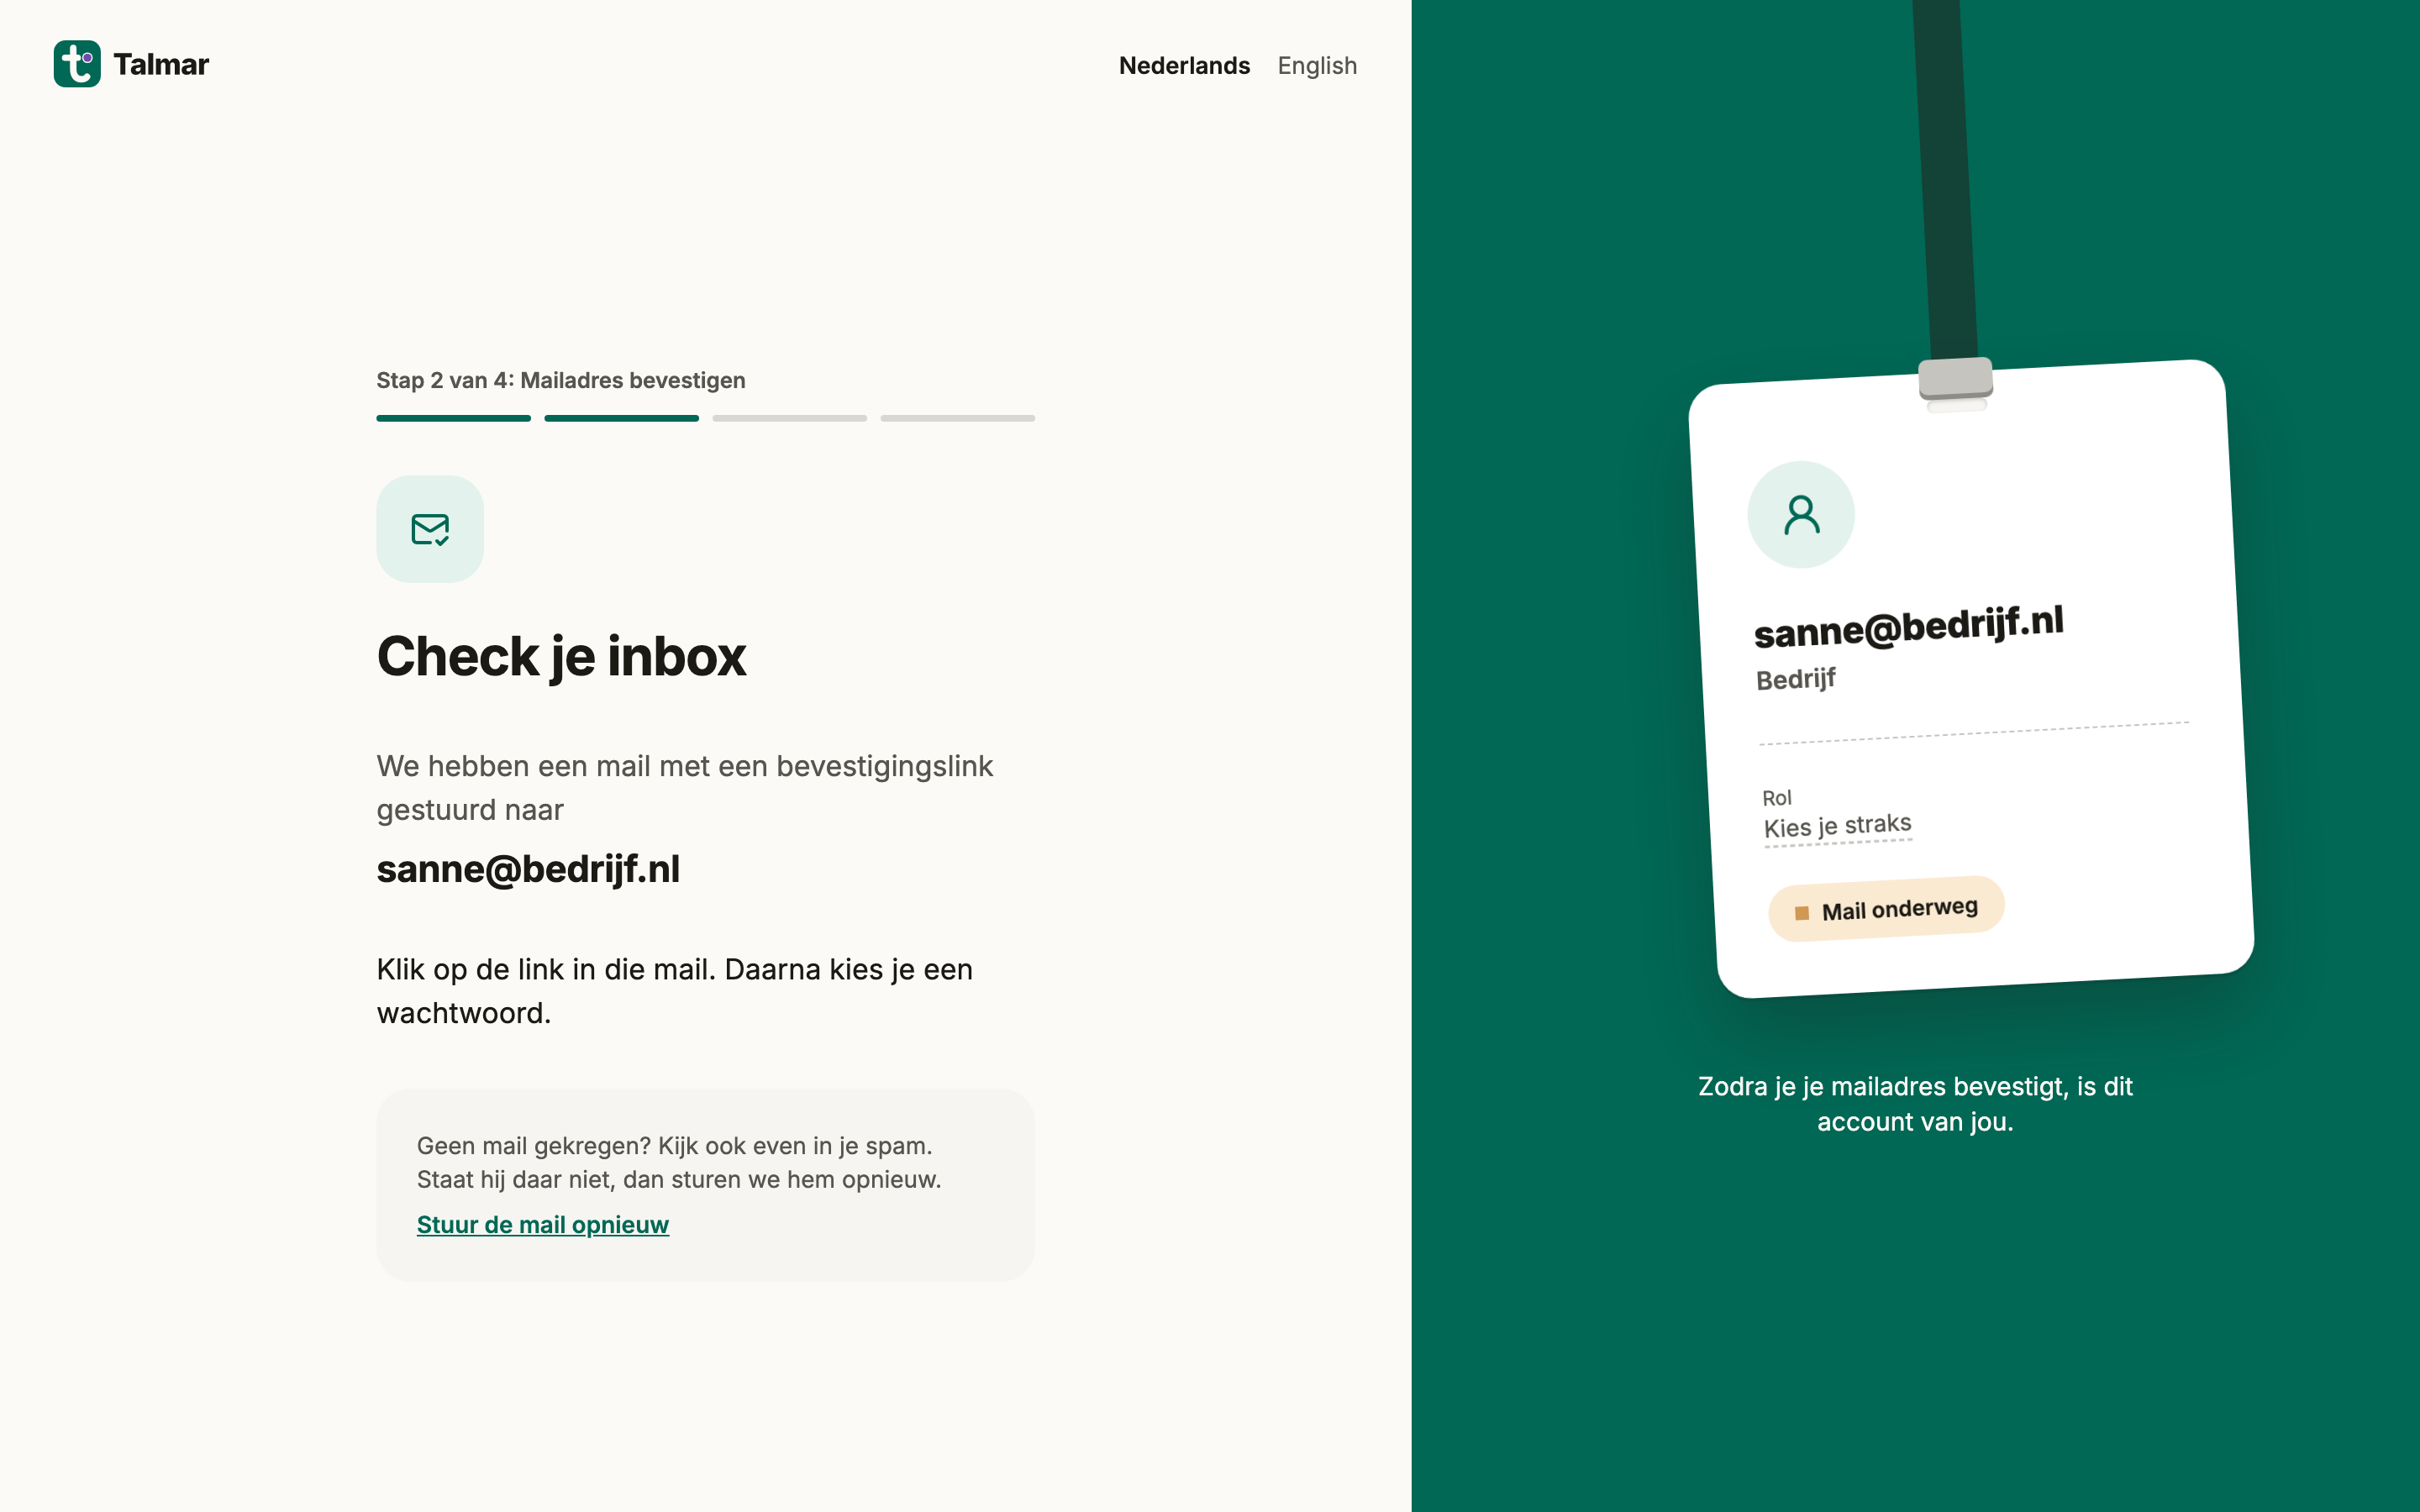 Talmar
Nederlands English
Stap 2 van 4: Mailadres bevestigen
Check je inbox
We hebben een mail met een bevestigingslink
gestuurd naar
sanne@bedrijf.nl
Klik op de link in die mail. Daarna kies je een
wachtwoord.
Geen mail gekregen? Kijk ook even in je spam.
Staat hij daar niet, dan sturen we hem opnieuw.
Stuur de mail opnieuw
sanne@bedrijf.nl
Bedrijf
Rol
Kies je straks
Mail onderweg
Zodra je je mailadres bevestigt, is dit
account van jou.